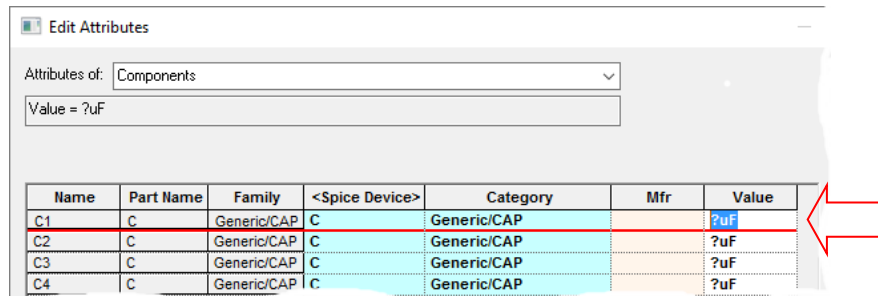 Edit Attributes
Attributes of: Components
Value = ?uF
Name Part Name Family <Spice Device> Category Mfr Value
C1 C Generic/CAP C Generic/CAP ?uF
C2 C Generic/CAP C Generic/CAP ?uF
C3 C Generic/CAP C Generic/CAP ?uF
C4 C Generic/CAP C Generic/CAP ?uF